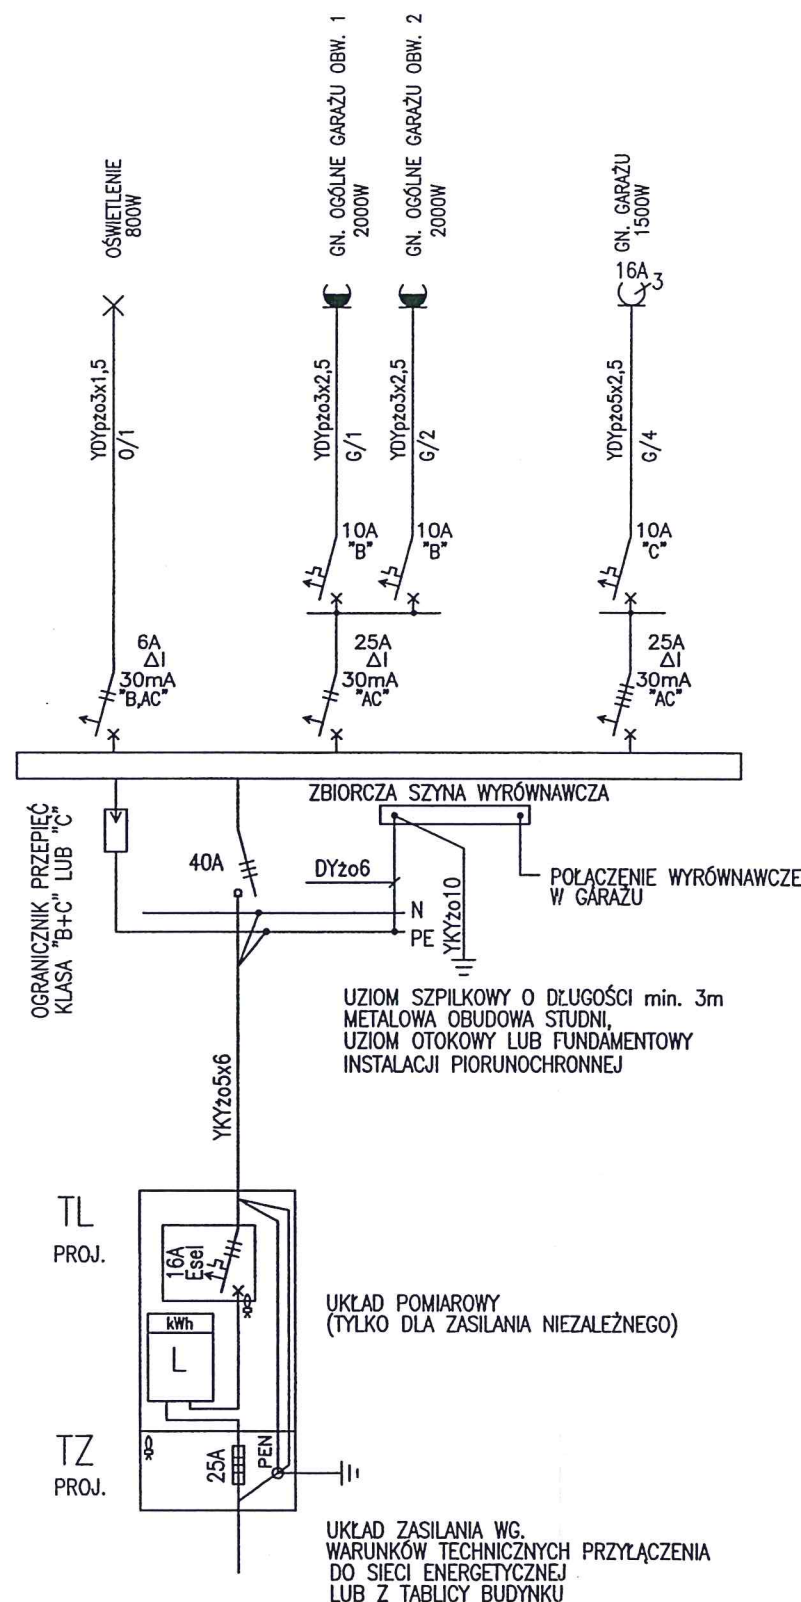 OŚWIETLENIE
800W
GN. OGÓLNE GARAŻU OBW. 1
2000W
GN. OGÓLNE GARAŻU OBW. 2
2000W
GN. GARAŻU
1500W
16A
3
YDYpżo3x1,5
O/1
YDYpżo3x2,5
G/1
YDYpżo3x2,5
G/2
YDYpżo5x2,5
G/4
10A
"B"
10A
"B"
10A
"C"
6A
ΔI
30mA
"B,AC"
25A
ΔI
30mA
"AC"
25A
ΔI
30mA
"AC"
OGRANICZNIK PRZEPIĘĆ
KLASA "B+C" LUB "C"
40A
ZBIORCZA SZYNA WYRÓWNAWCZA
DYżo6
YKYżo10
POŁĄCZENIE WYRÓWNAWCZE
W GARAŻU
N
PE
UZIOM SZPILKOWY O DŁUGOŚCI min. 3m
METALOWA OBUDOWA STUDNI,
UZIOM OTOKOWY LUB FUNDAMENTOWY
INSTALACJI PIORUNOCHRONNEJ
YKYżo5x6
TL
PROJ.
16A
Esel
kWh
L
UKŁAD POMIAROWY
(TYLKO DLA ZASILANIA NIEZALEŻNEGO)
TZ
PROJ.
25A
PEN
UKŁAD ZASILANIA WG.
WARUNKÓW TECHNICZNYCH PRZYŁĄCZENIA
DO SIECI ENERGETYCZNEJ
LUB Z TABLICY BUDYNKU